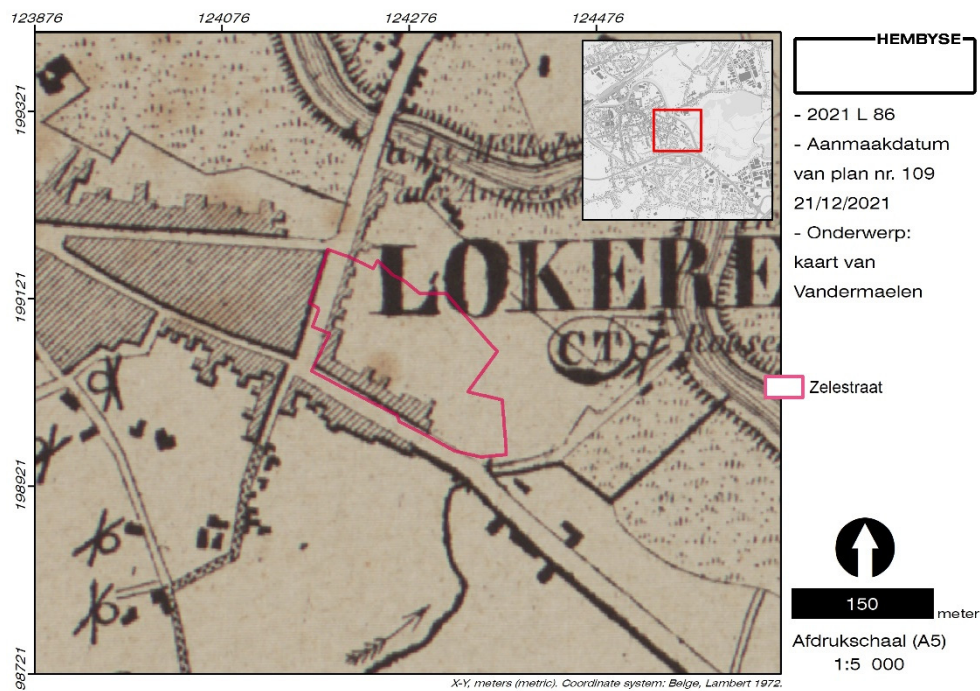 123876
124076
124276
124476
199321
199121
198921
198721
LOKERE
CT
HEMBYSE
- 2021 L 86
- Aanmaakdatum
van plan nr. 109
21/12/2021
- Onderwerp:
kaart van
Vandermaelen
Zelestraat
150
meter
Afdrukschaal (A5)
1:5 000
X-Y, meters (metric). Coordinate system: Belge, Lambert 1972.